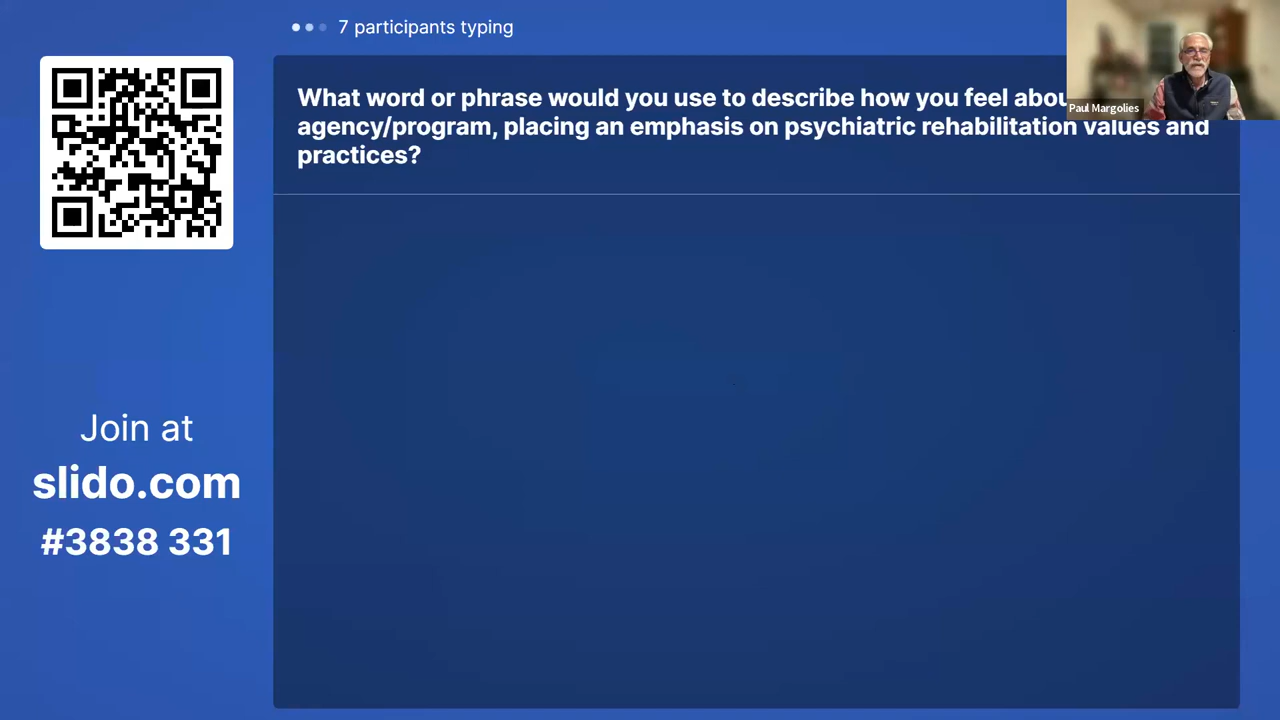 7 participants typing
What word or phrase would you use to describe how you feel
agency/program, placing an emphasis on psychiatric rehabilitation values and
practices?
Paul Margolies
Join at
slido.com
#3838 331